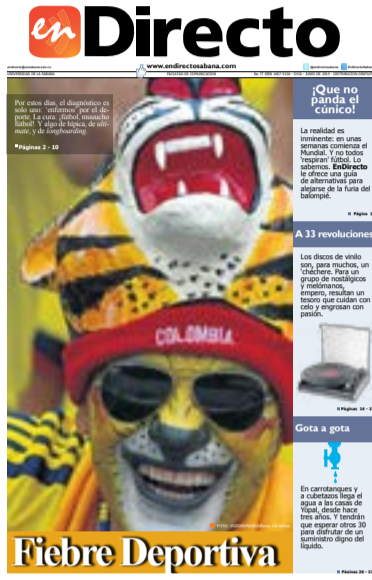 en Directo
www.endirectosabana.com
UNIVERSIDAD DE LA SABANA
FACULTAD DE COMUNICACIÓN
Por estos días, el diagnóstico es
solo uno: ‘enfermos’ por el de-
porte. La cura: ¡fútbol, muuucho
fútbol! Y algo de hípica, de ulti-
mate, y de longboarding.
Páginas 2 - 10
¡Que no
panda el
cúnico!
La realidad es
inminente: en unas
semanas comienza el
Mundial. Y no todos
‘respiran’ fútbol. Lo
sabemos. EnDirecto
le ofrece una guía
de alternativas para
alejarse de la furia del
balompié.
Página
A 33 revoluciones
Los discos de vinilo
son, para muchos, un
‘chéchere. Para un
grupo de nostálgicos
y melómanos,
empero, resultan un
tesoro que cuidan con
celo y engrosan con
pasión.
Páginas 14 -
COLOMBIA
Gota a gota
En carrotanques y
a cubetazos llega el
agua a las casas de
Yopal, desde hace
tres años. Y tendrán
que esperar otros 30
para disfrutar de un
suministro digno del
líquido.
Páginas 20 -
Fiebre Deportiva